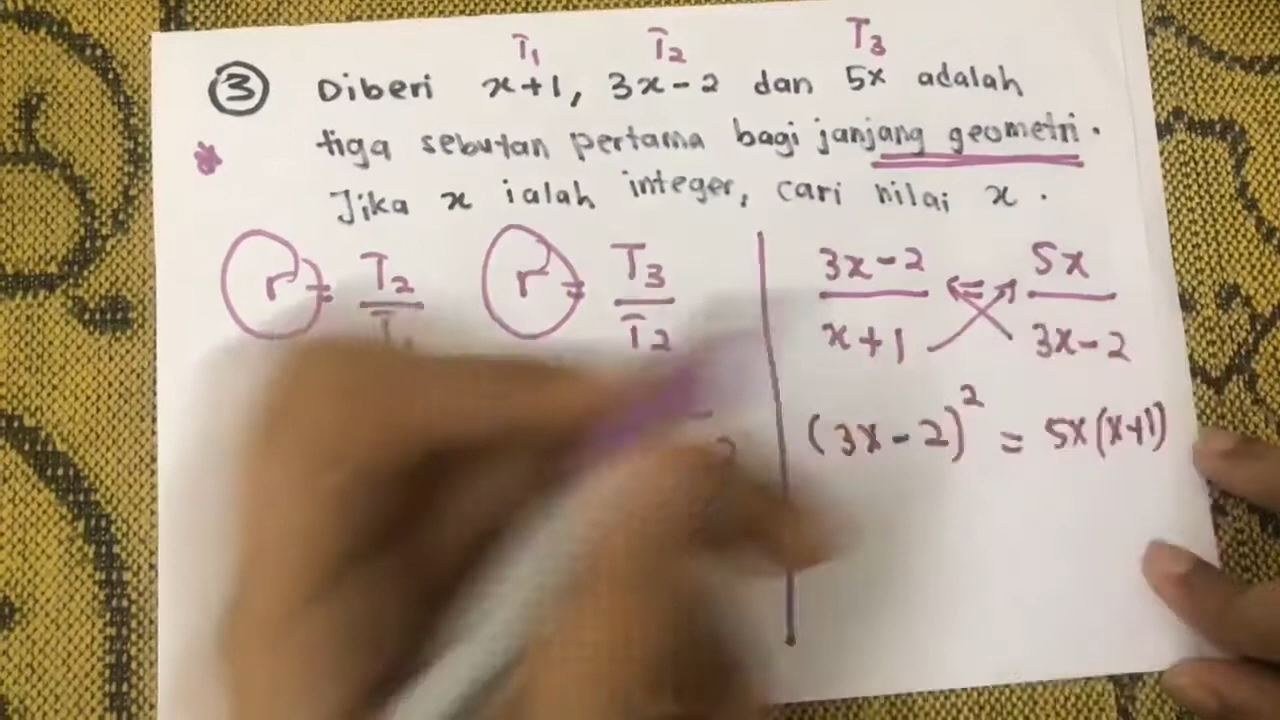 T1 T2 T3
3 Diberi x+1, 3x-2 dan 5x adalah
* tiga sebutan pertama bagi janjang geometri.
Jika x ialah integer, cari nilai x.
r = T2 r = T3
T1 T2
3x-2 = 5x
x+1 3x-2
(3x-2)² = 5x(x+1)